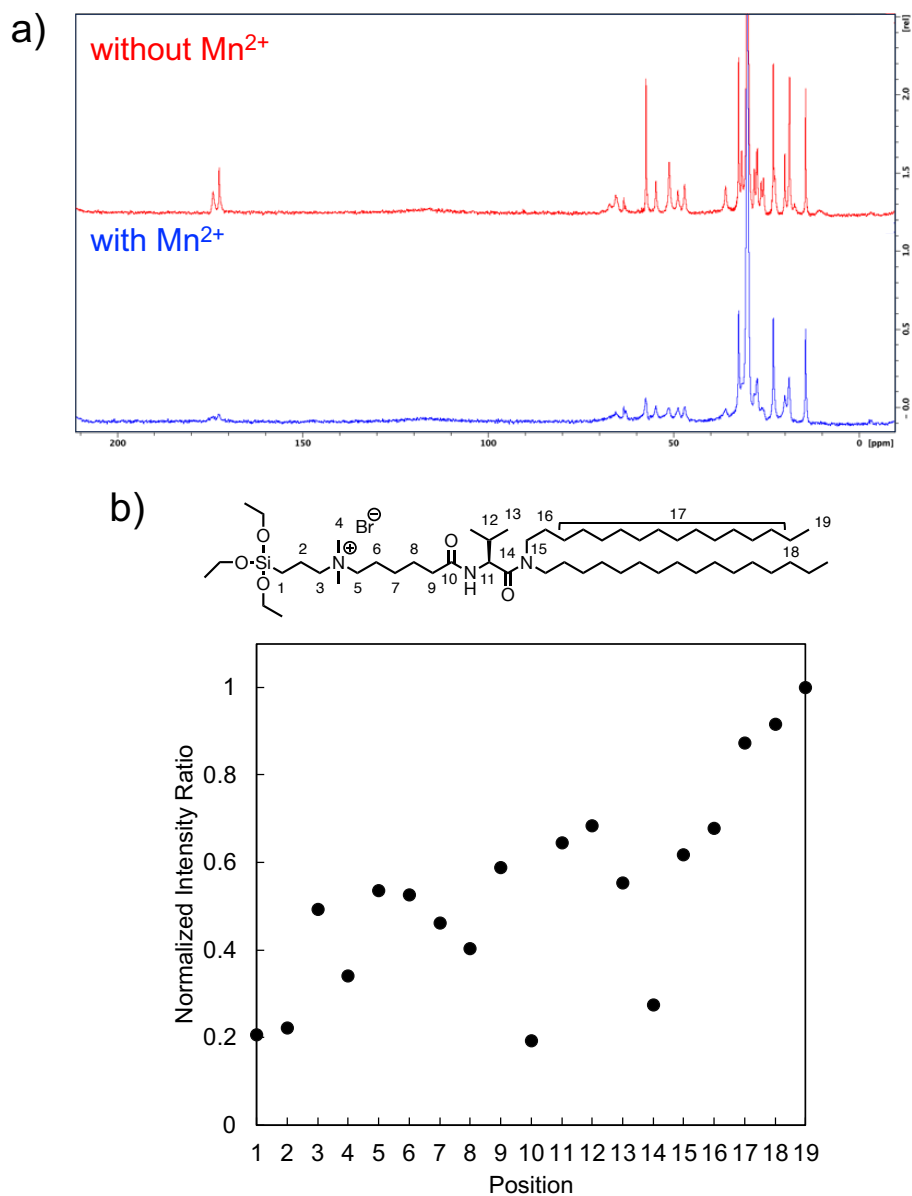 a)
without Mn2+
with Mn2+
[rel]
2.0
1.5
1.0
0.5
0.0
200
150
100
50
0 [ppm]
b)
O
O
Si
O
1
2
3
4
N
⊕
Br⊖
5
6
7
8
9
O
10
N
H
11
12
13
14
O
N
15
16
17
18
19
Normalized Intensity Ratio
1
0.8
0.6
0.4
0.2
0
1 2 3 4 5 6 7 8 9 10 11 12 13 14 15 16 17 18 19
Position